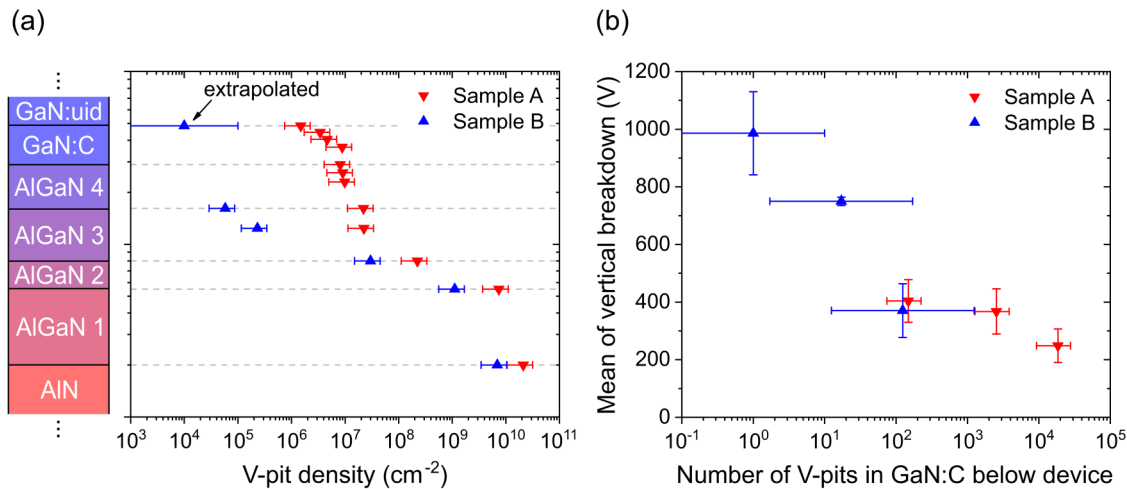 (a)
⋮
GaN:uid
GaN:C
AlGaN 4
AlGaN 3
AlGaN 2
AlGaN 1
AlN
⋮
extrapolated
Sample A
Sample B
10³ 10⁴ 10⁵ 10⁶ 10⁷ 10⁸ 10⁹ 10¹⁰ 10¹¹
V-pit density (cm⁻²)
(b)
Mean of vertical breakdown (V)
1200
1000
800
600
400
200
0
Sample A
Sample B
10⁻¹ 10⁰ 10¹ 10² 10³ 10⁴ 10⁵
Number of V-pits in GaN:C below device